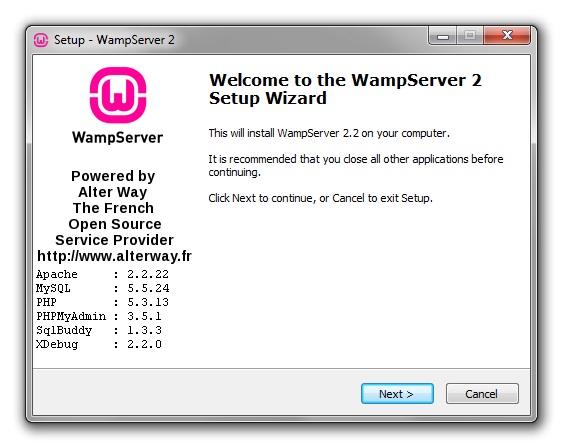 Setup - WampServer 2
WampServer
Powered by
Alter Way
The French
Open Source
Service Provider
http://www.alterway.fr
Apache : 2.2.22
MySQL : 5.5.24
PHP : 5.3.13
PHPMyAdmin : 3.5.1
SqlBuddy : 1.3.3
XDebug : 2.2.0
Welcome to the WampServer 2
Setup Wizard
This will install WampServer 2.2 on your computer.
It is recommended that you close all other applications before
continuing.
Click Next to continue, or Cancel to exit Setup.
Next >
Cancel